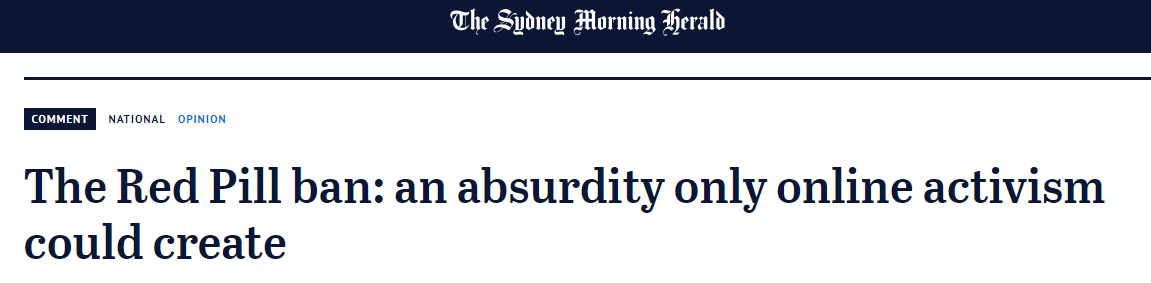 The Sydney Morning Herald
COMMENT NATIONAL OPINION
The Red Pill ban: an absurdity only online activism
could create